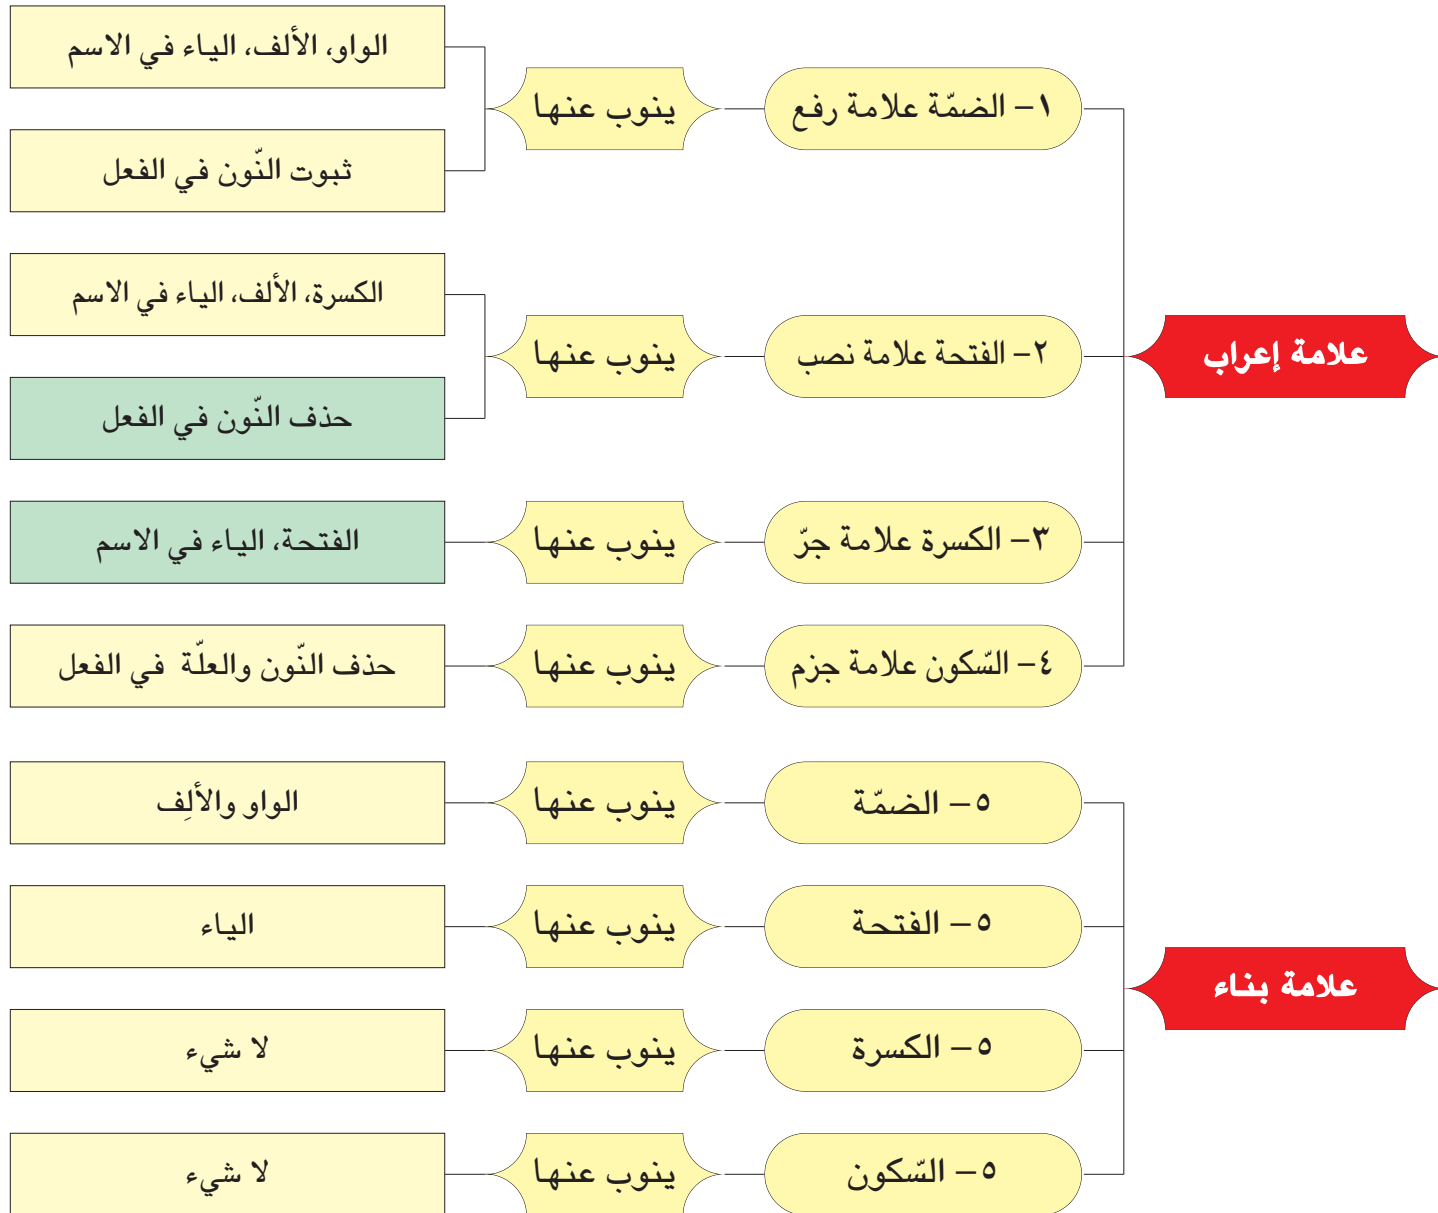 علامة إعراب
١– الضمّة علامة رفع
ينوب عنها
الواو، الألف، الياء في الاسم
ثبوت النّون في الفعل
٢– الفتحة علامة نصب
ينوب عنها
الكسرة، الألف، الياء في الاسم
حذف النّون في الفعل
٣– الكسرة علامة جرّ
ينوب عنها
الفتحة، الياء في الاسم
٤– السّكون علامة جزم
ينوب عنها
حذف النّون والعلّة في الفعل
علامة بناء
٥– الضمّة
ينوب عنها
الواو والألِف
٥– الفتحة
ينوب عنها
الياء
٥– الكسرة
ينوب عنها
لا شيء
٥– السّكون
ينوب عنها
لا شيء